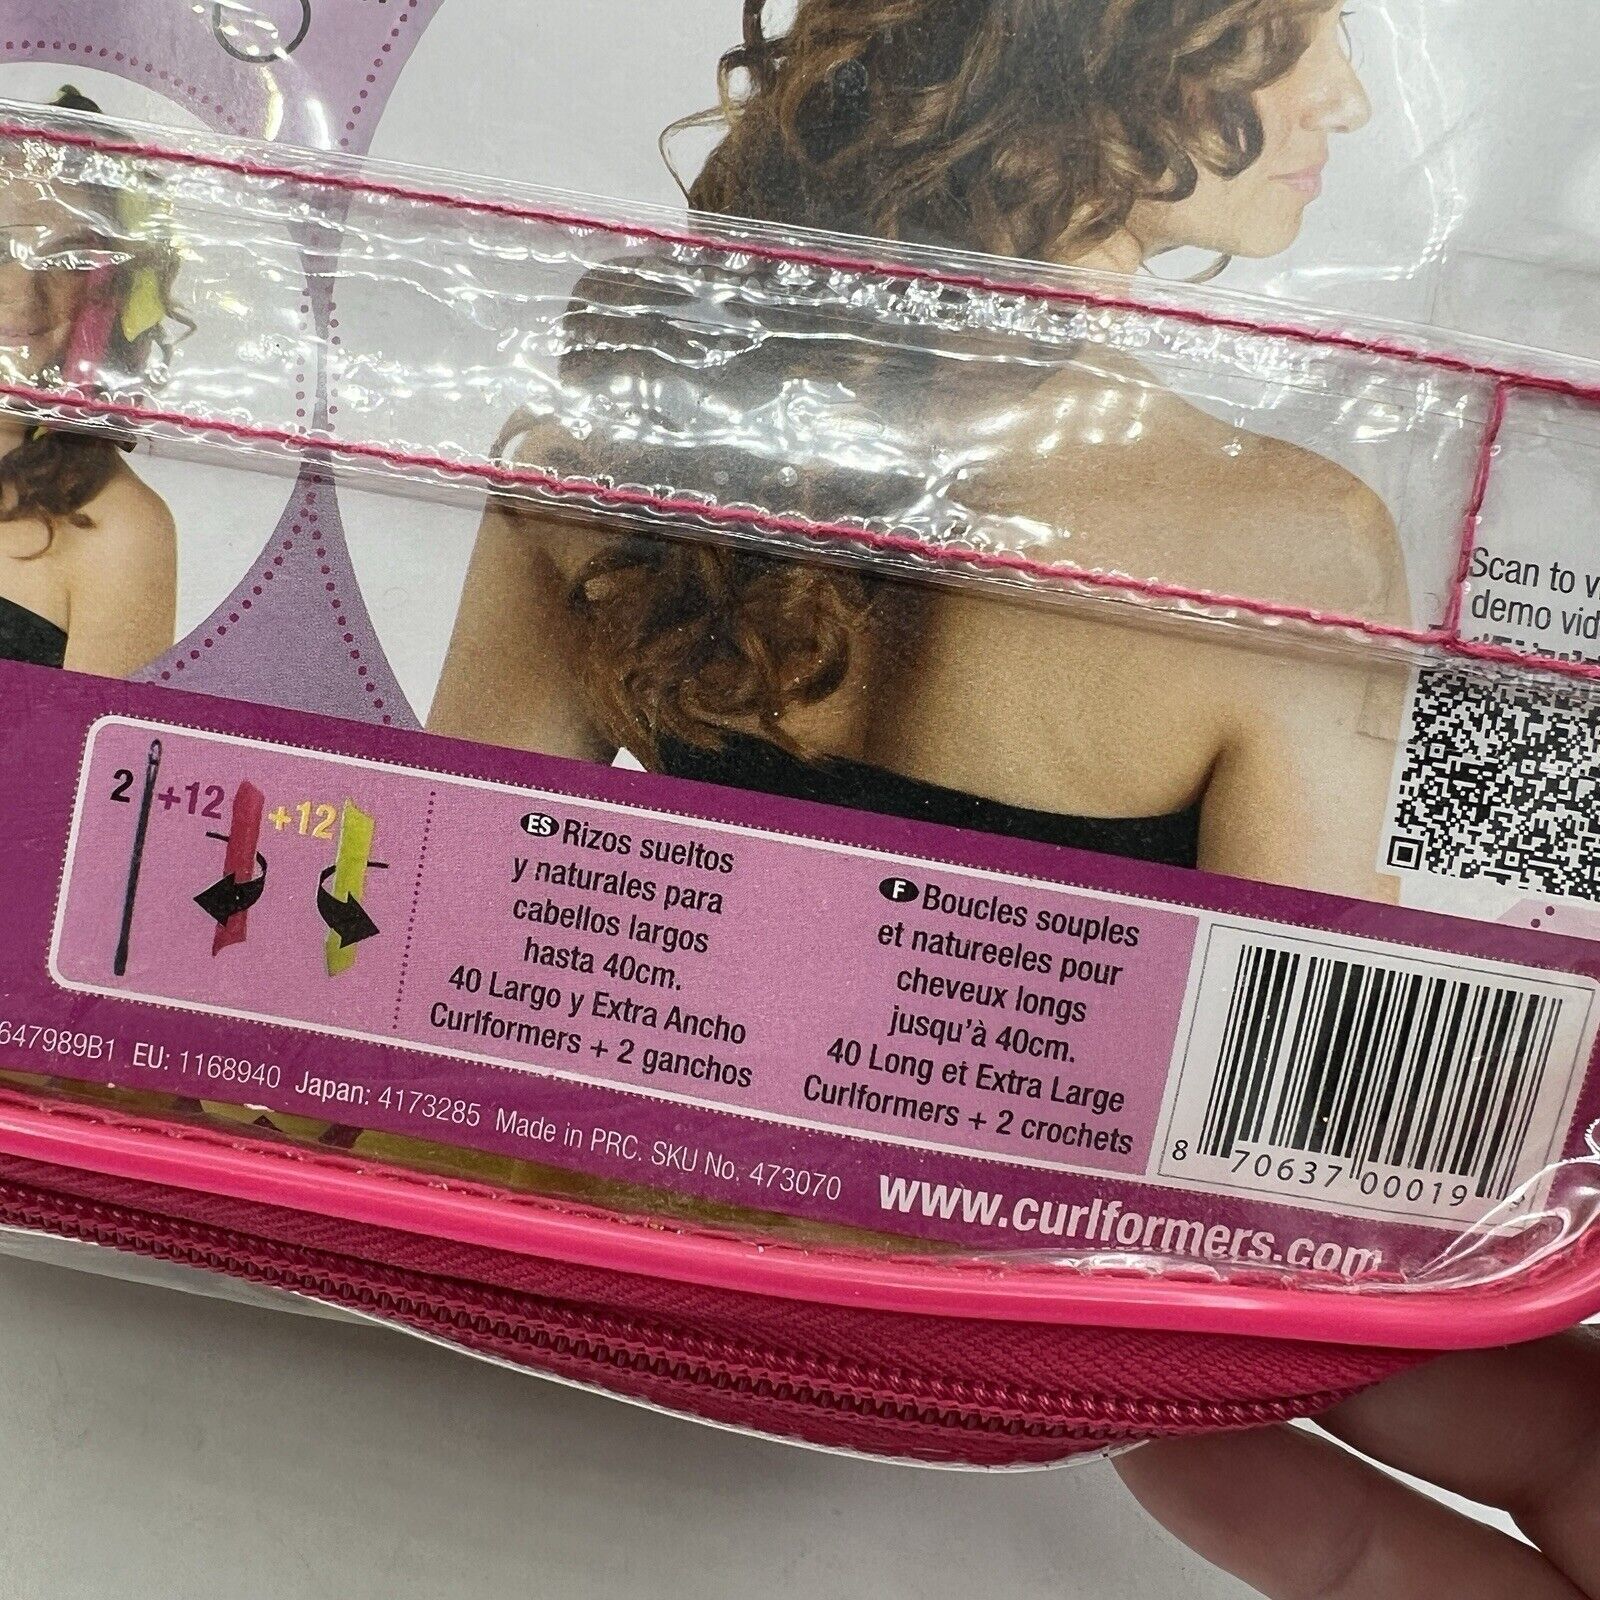 Scan to
demo
2 +12 +12
ES Rizos sueltos
y naturales para
cabellos largos
hasta 40cm.
40 Largo y Extra Ancho
Curlformers + 2 ganchos
F Boucles souples
et natureeles pour
cheveux longs
jusqu'à 40cm.
40 Long et Extra Large
Curlformers + 2 crochets
8 70637 00019
647989B1 EU: 1168940 Japan: 4173285 Made in PRC. SKU No. 473070
www.curlformers.com